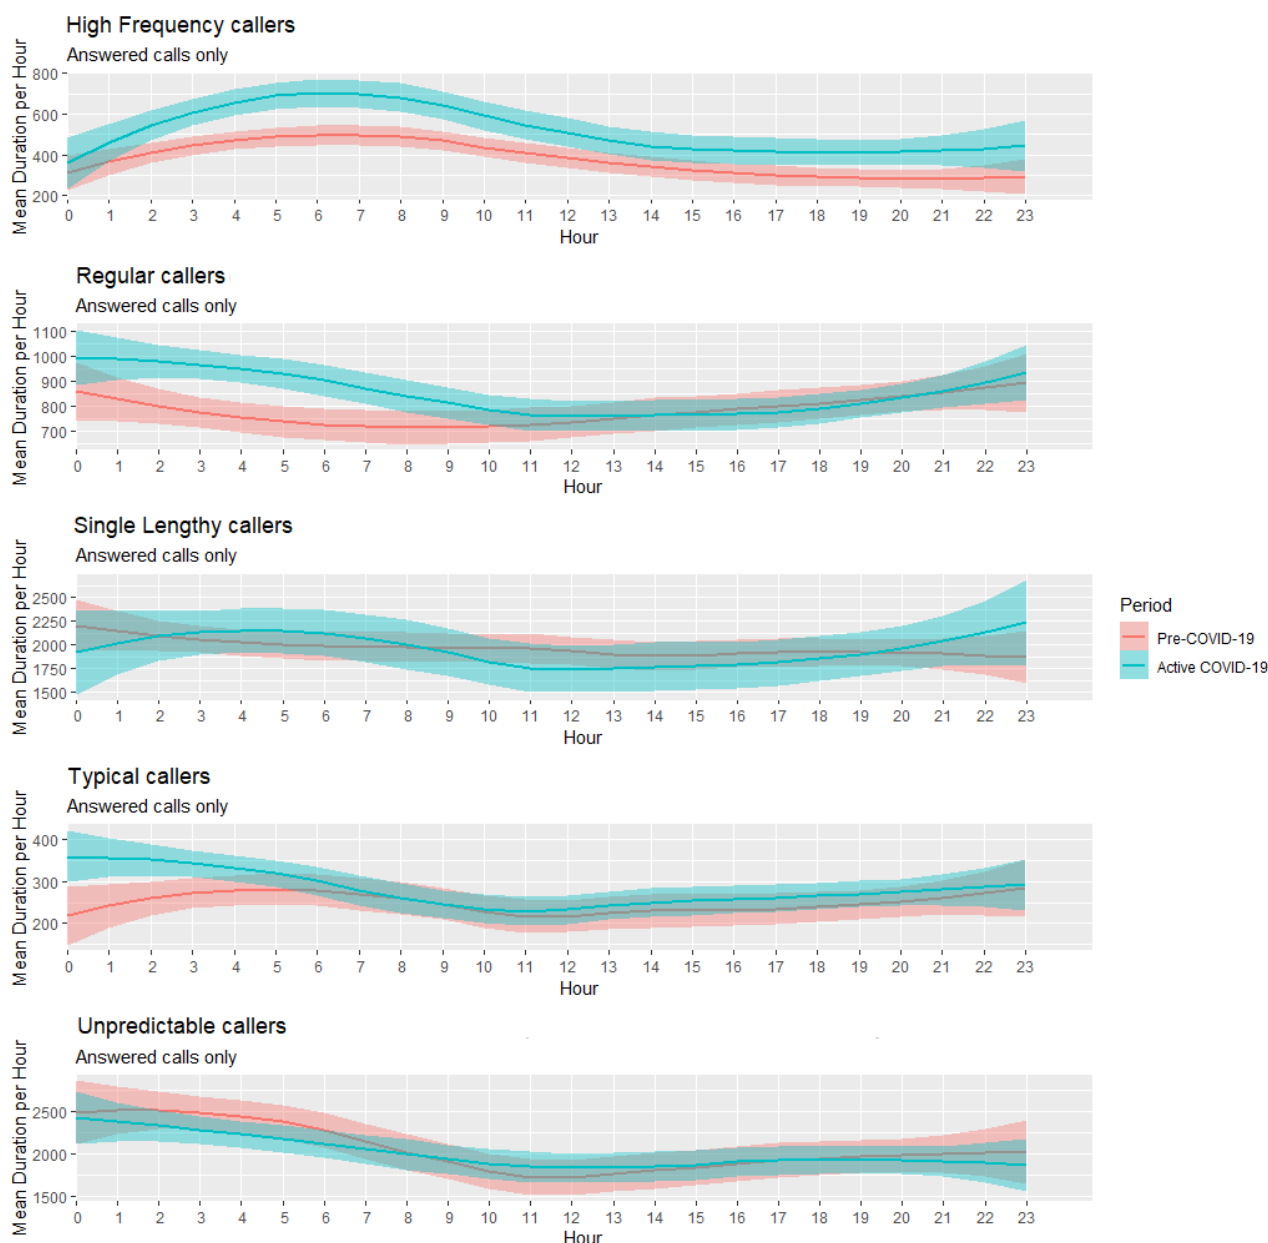 High Frequency callers
Answered calls only
Mean Duration per Hour
800
600
400
200
0 1 2 3 4 5 6 7 8 9 10 11 12 13 14 15 16 17 18 19 20 21 22 23
Hour
Regular callers
Answered calls only
Mean Duration per Hour
1100
1000
900
800
700
0 1 2 3 4 5 6 7 8 9 10 11 12 13 14 15 16 17 18 19 20 21 22 23
Hour
Single Lengthy callers
Answered calls only
Mean Duration per Hour
2500
2250
2000
1750
1500
0 1 2 3 4 5 6 7 8 9 10 11 12 13 14 15 16 17 18 19 20 21 22 23
Hour
Period
Pre-COVID-19
Active COVID-19
Typical callers
Answered calls only
Mean Duration per Hour
400
300
200
0 1 2 3 4 5 6 7 8 9 10 11 12 13 14 15 16 17 18 19 20 21 22 23
Hour
Unpredictable callers
Answered calls only
Mean Duration per Hour
2500
2000
1500
0 1 2 3 4 5 6 7 8 9 10 11 12 13 14 15 16 17 18 19 20 21 22 23
Hour